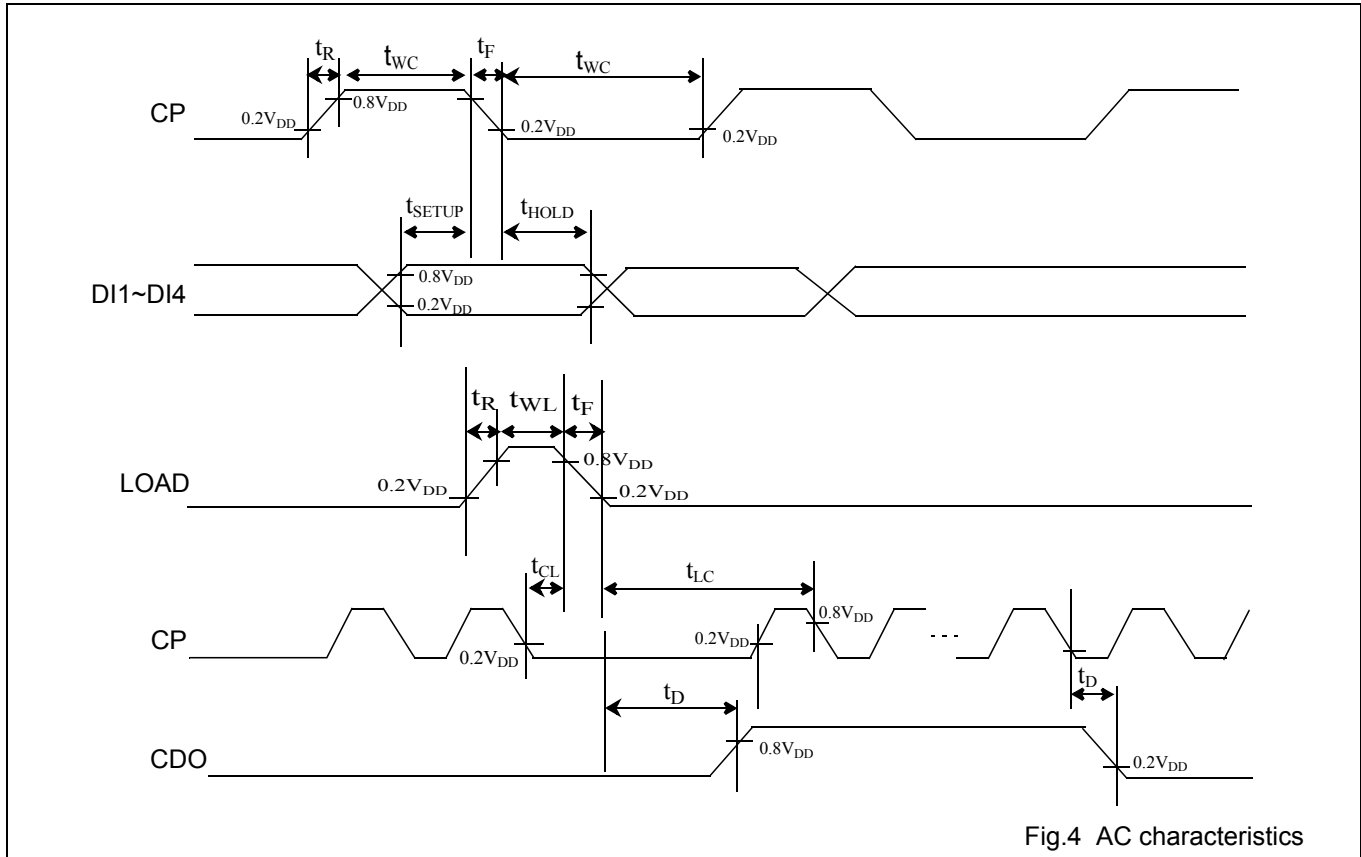 tR tWC tF tWC
CP 0.2VDD 0.8VDD 0.2VDD 0.2VDD
tSETUP tHOLD
DI1~DI4 0.8VDD
0.2VDD
tR tWL tF
LOAD 0.2VDD 0.8VDD 0.2VDD
tCL tLC
CP 0.2VDD 0.2VDD 0.8VDD
tD tD
CDO 0.8VDD 0.2VDD
Fig.4 AC characteristics